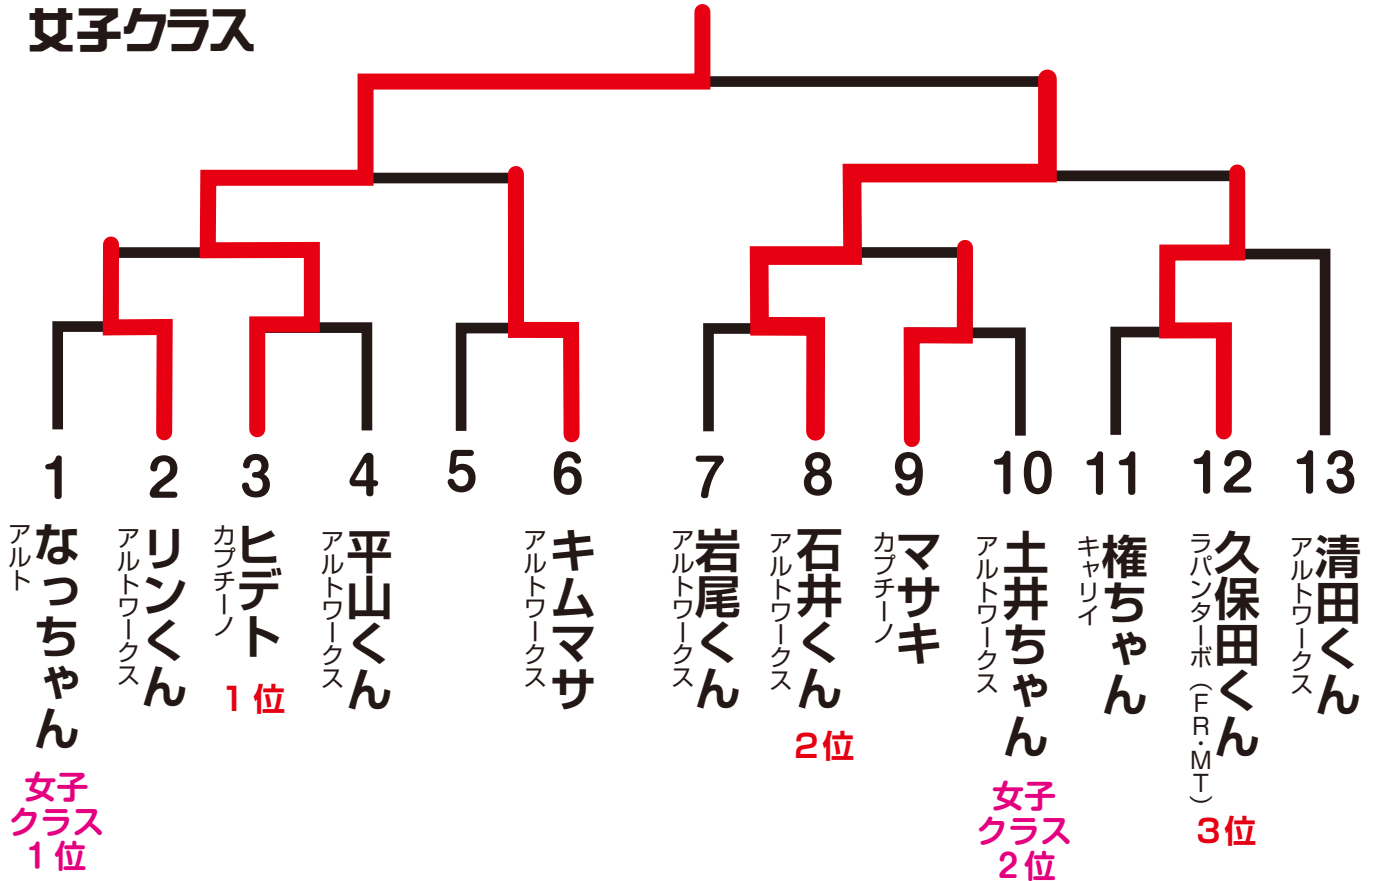 女子クラス
1
2
3
4
5
6
7
8
9
10
11
12
13
なっちゃん
アルト
女子
クラス
1位
リンくん
アルトワークス
ヒデト
カプチーノ
1位
平山くん
アルトワークス
キムマサ
アルトワークス
岩尾くん
アルトワークス
石井くん
アルトワークス
2位
マサキ
カプチーノ
土井ちゃん
アルトワークス
女子
クラス
2位
権ちゃん
キャリイ
久保田くん
ラパンターボ（FR・MT）
3位
清田くん
アルトワークス